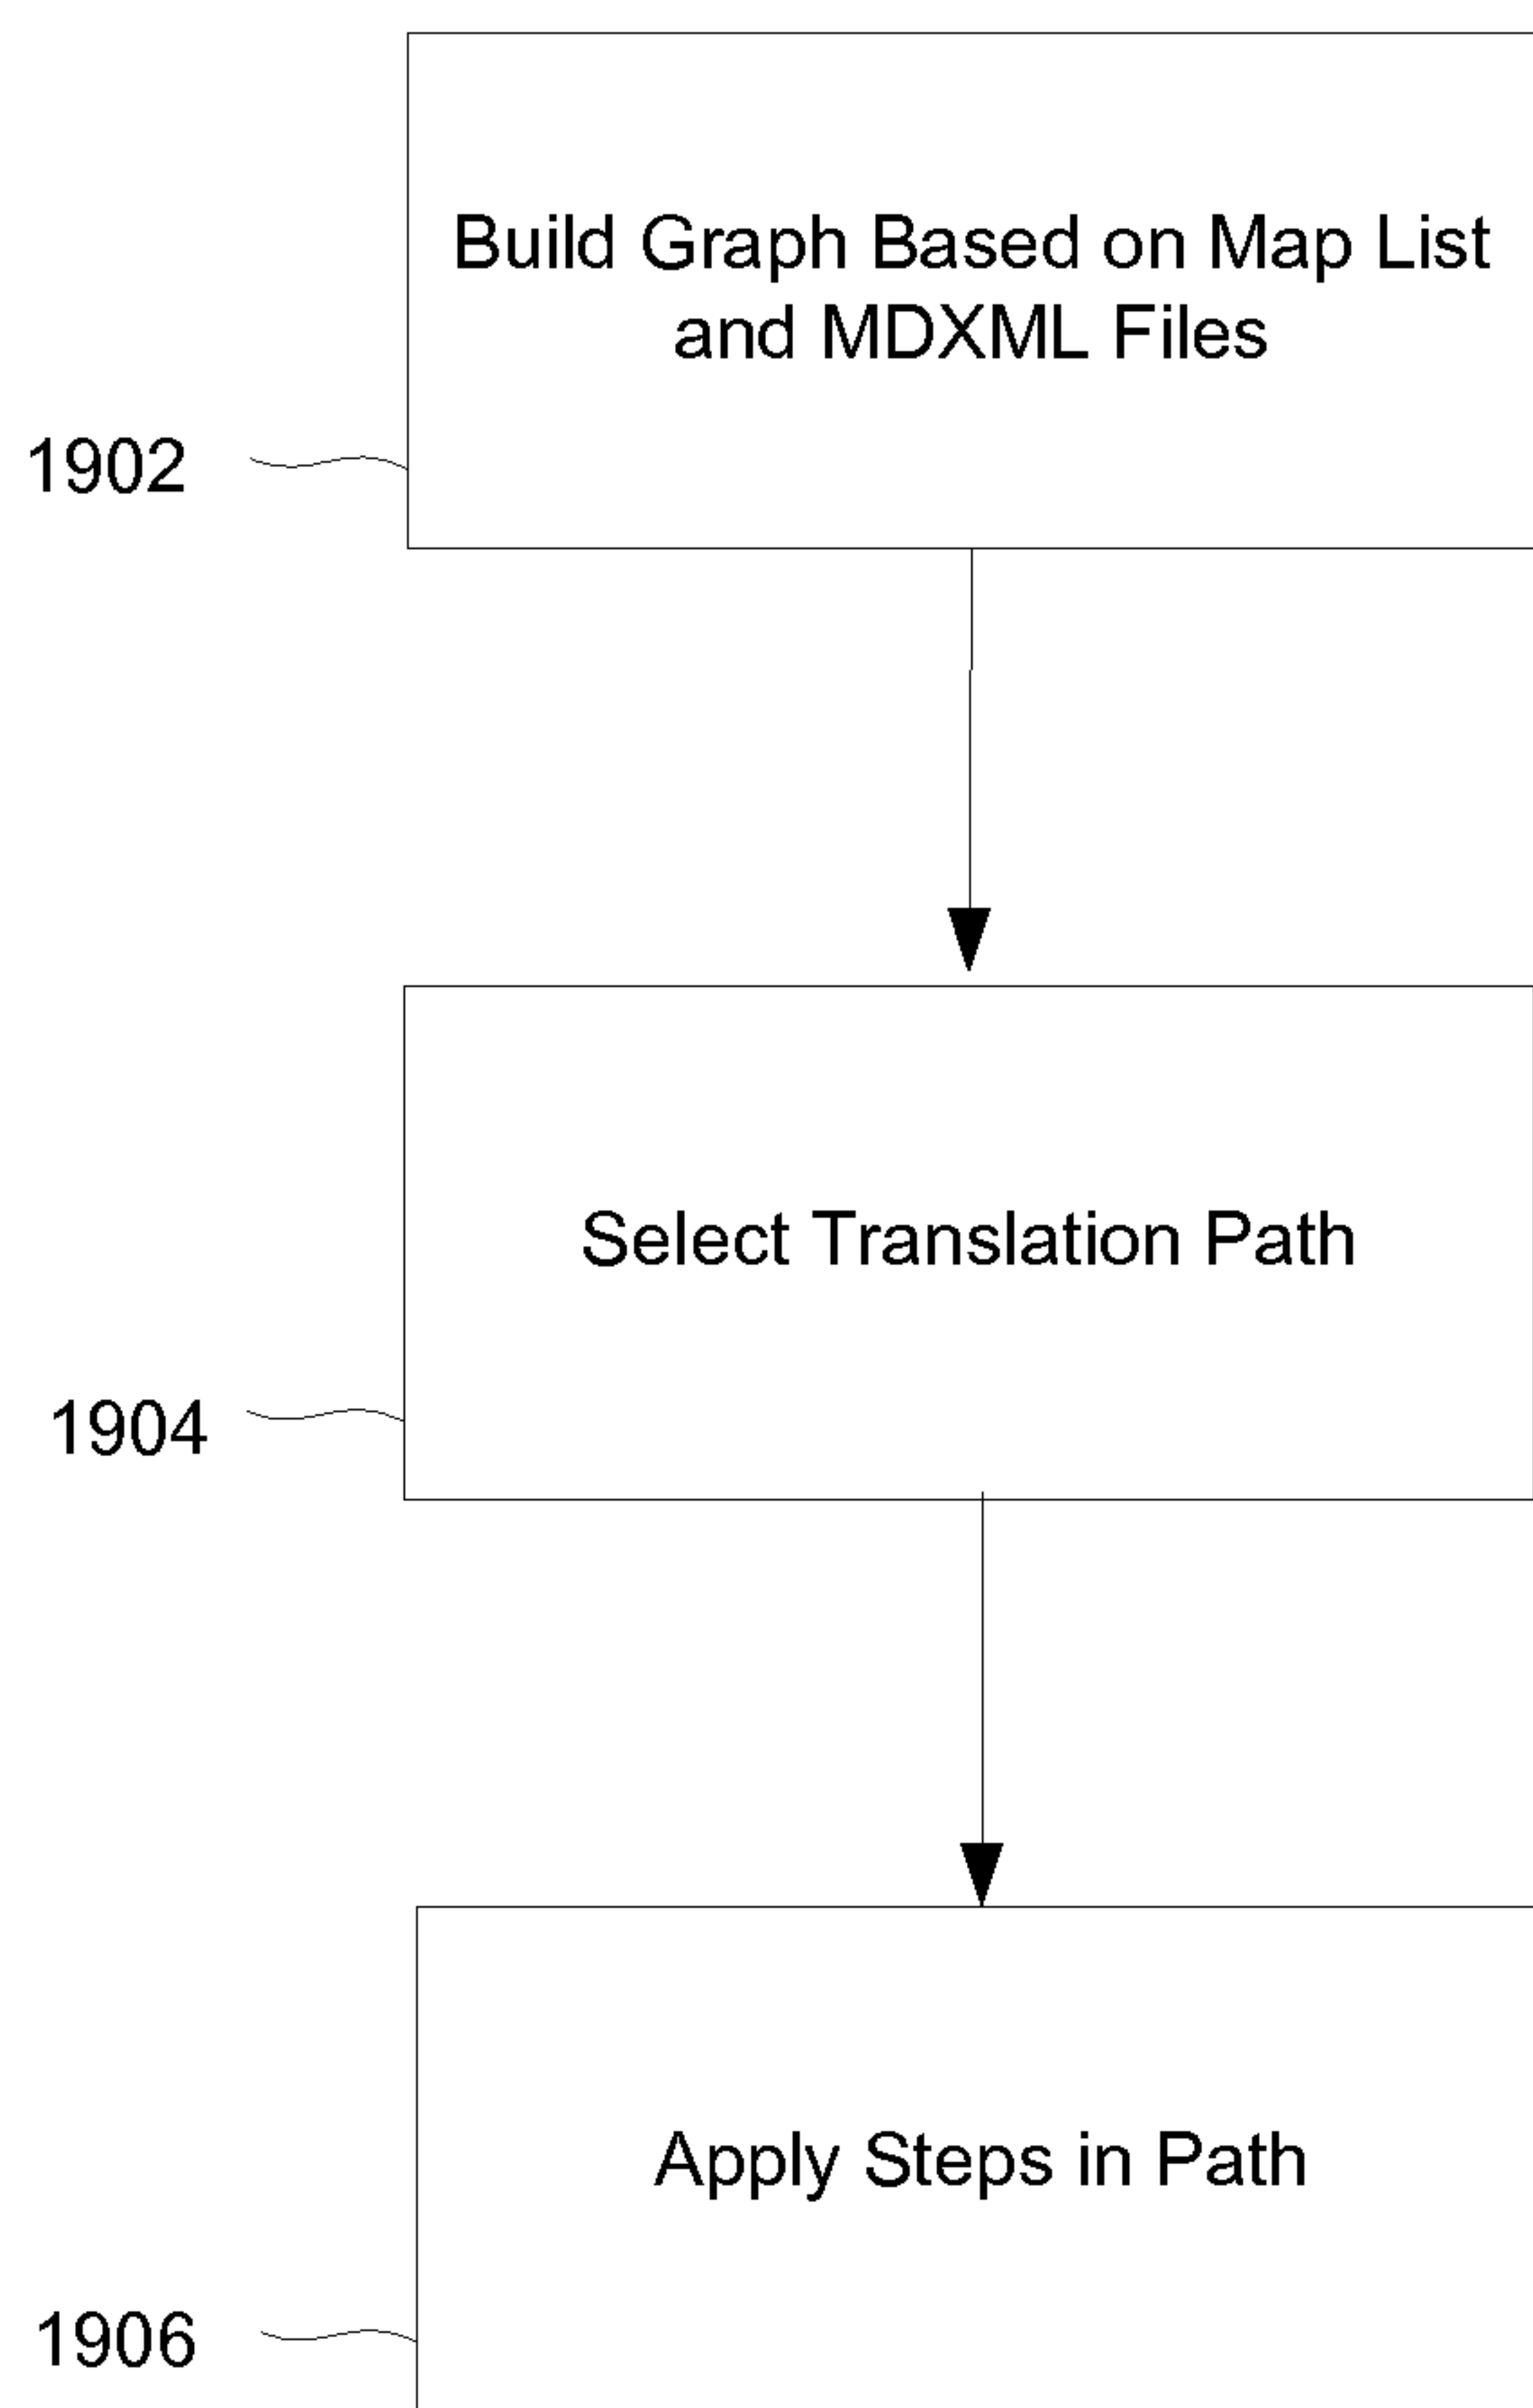 Build Graph Based on Map List
and MDXML Files
1902
Select Translation Path
1904
Apply Steps in Path
1906